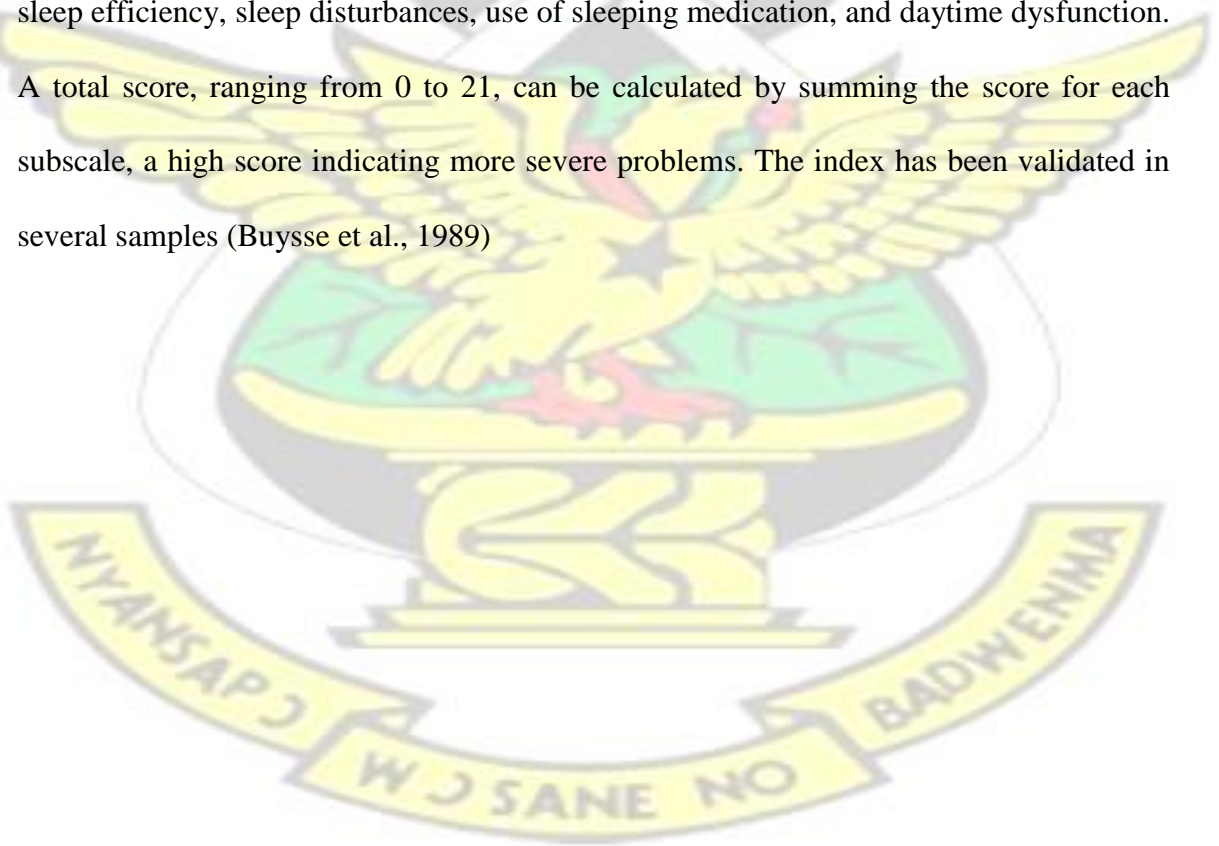 sleep efficiency, sleep disturbances, use of sleeping medication, and daytime dysfunction.
A total score, ranging from 0 to 21, can be calculated by summing the score for each
subscale, a high score indicating more severe problems. The index has been validated in
several samples (Buysse et al., 1989)
NYANSAPƆ
WƆSANE NO
BADWENMA